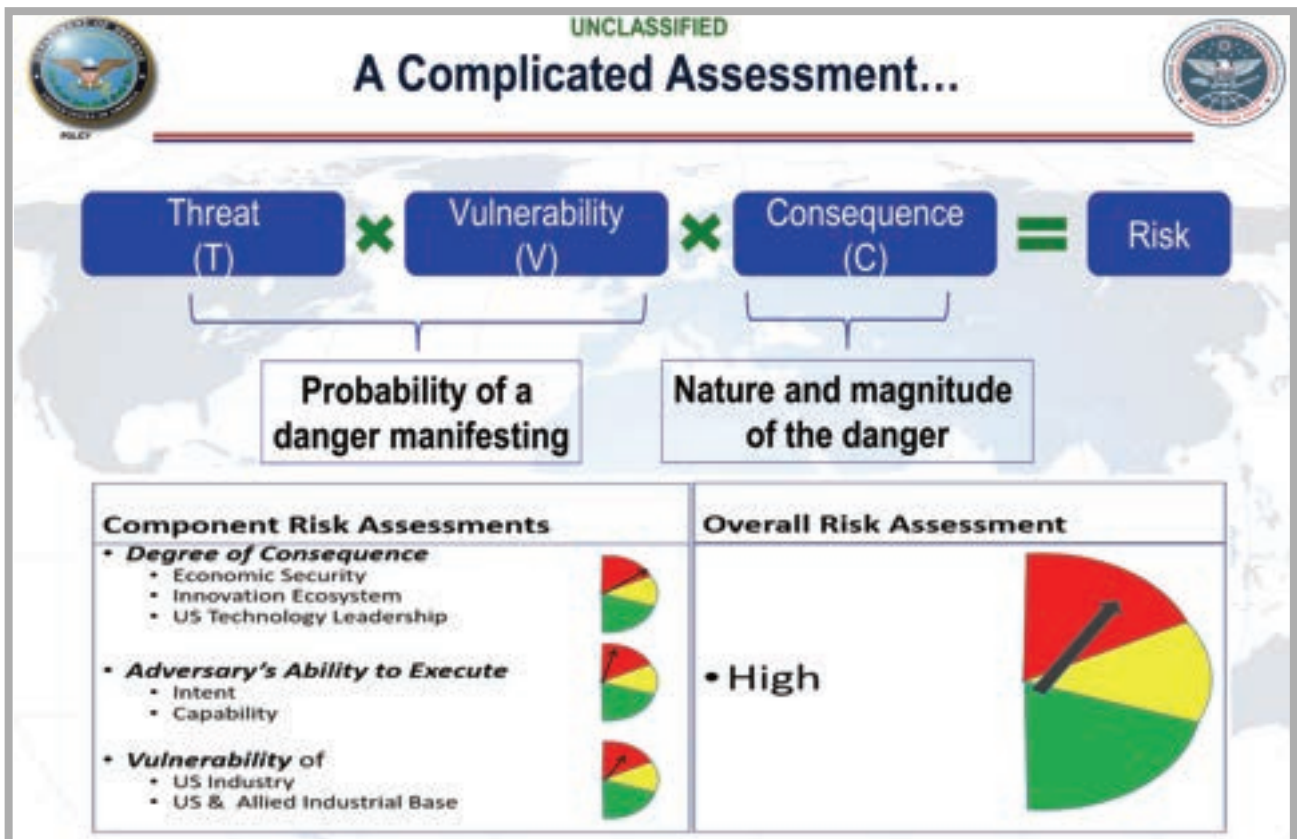 UNCLASSIFIED
A Complicated Assessment...
POLICY
Threat
(T)
×
Vulnerability
(V)
×
Consequence
(C)
=
Risk
Probability of a
danger manifesting
Nature and magnitude
of the danger
Component Risk Assessments
• Degree of Consequence
• Economic Security
• Innovation Ecosystem
• US Technology Leadership
• Adversary's Ability to Execute
• Intent
• Capability
• Vulnerability of
• US Industry
• US & Allied Industrial Base
Overall Risk Assessment
• High